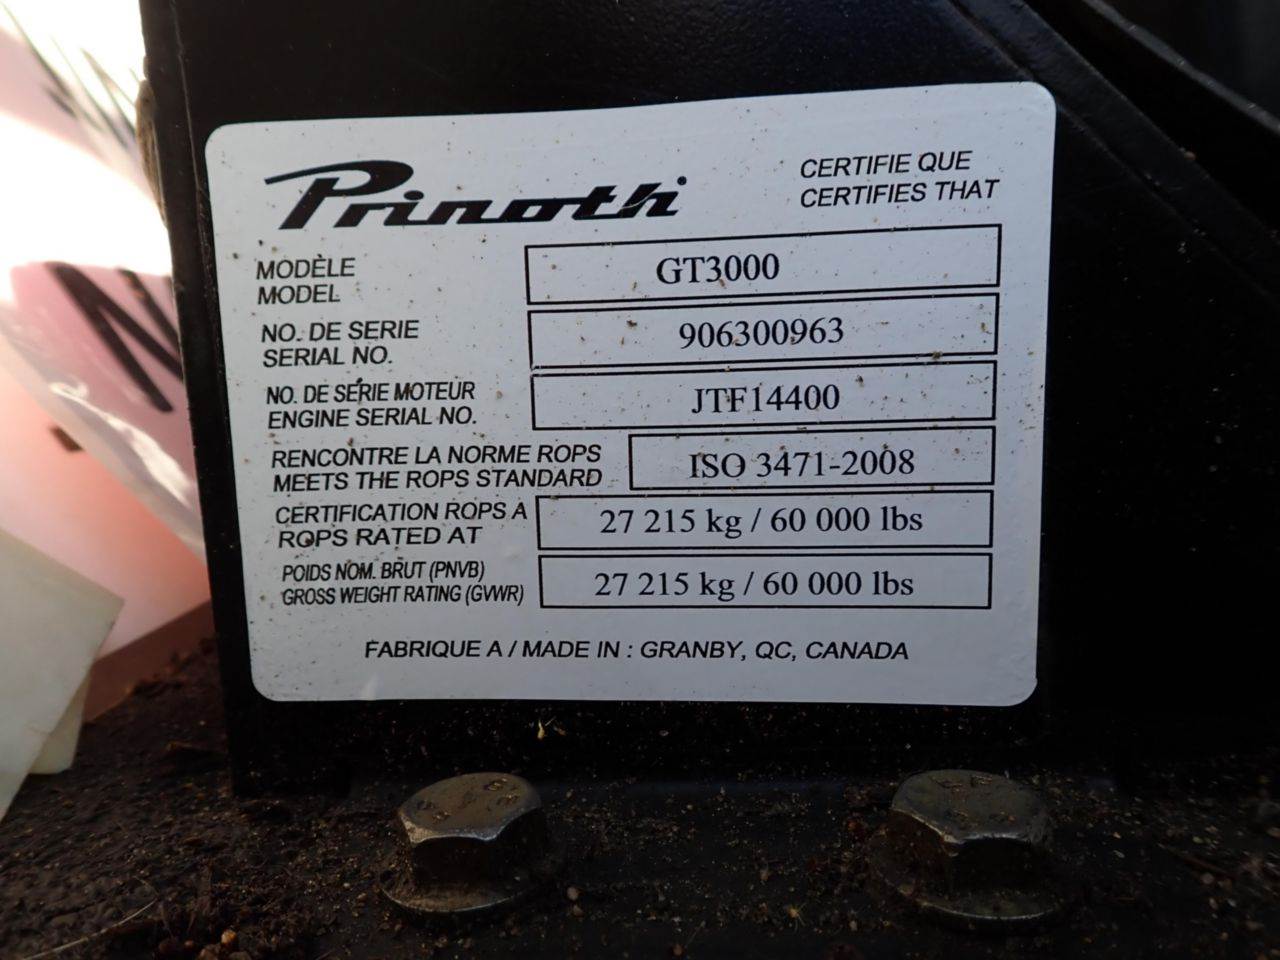 Prinoth
CERTIFIE QUE
CERTIFIES THAT
MODÈLE
MODEL
GT3000
NO. DE SERIE
SERIAL NO.
906300963
NO. DE SÉRIE MOTEUR
ENGINE SERIAL NO.
JTF14400
RENCONTRE LA NORME ROPS
MEETS THE ROPS STANDARD
ISO 3471-2008
CERTIFICATION ROPS A
ROPS RATED AT
27 215 kg / 60 000 lbs
POIDS NOM. BRUT (PNVB)
GROSS WEIGHT RATING (GVWR)
27 215 kg / 60 000 lbs
FABRIQUE A / MADE IN : GRANBY, QC, CANADA